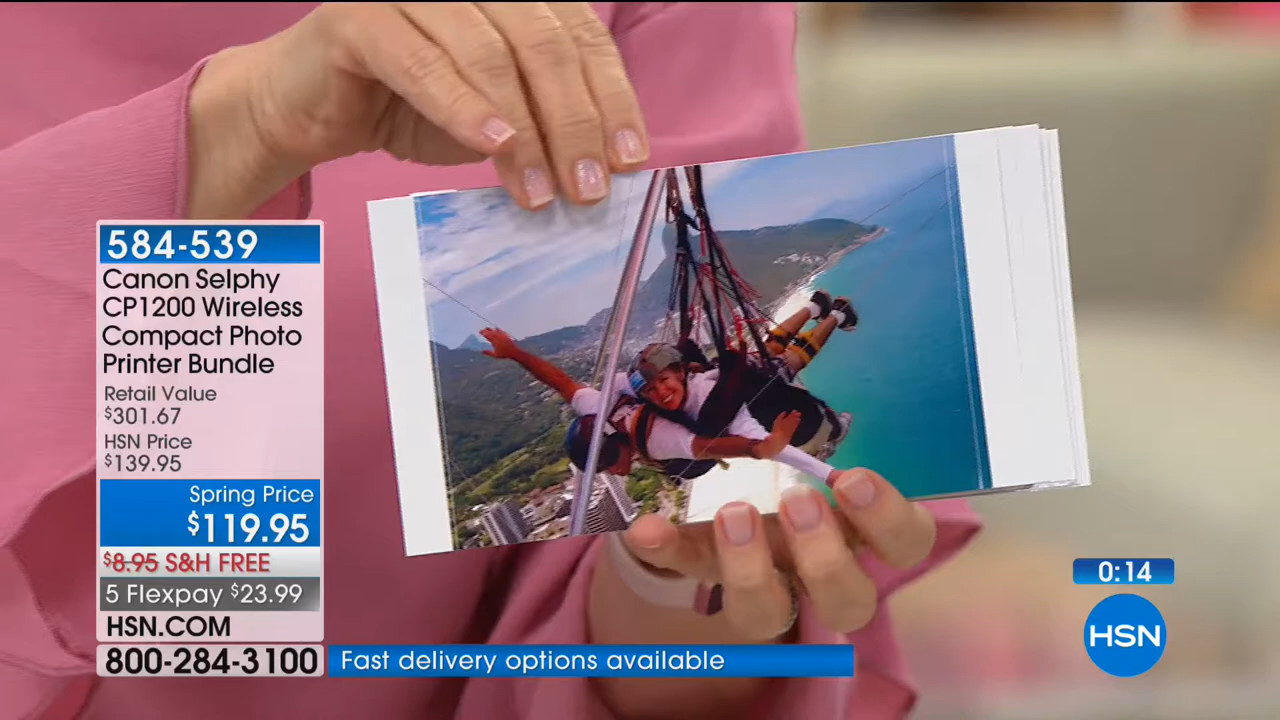 584-539
Canon Selphy
CP1200 Wireless
Compact Photo
Printer Bundle
Retail Value
$301.67
HSN Price
$139.95
Spring Price
$119.95
$8.95 S&H FREE
5 Flexpay $23.99
HSN.COM
800-284-3100
Fast delivery options available
0:14
HSN